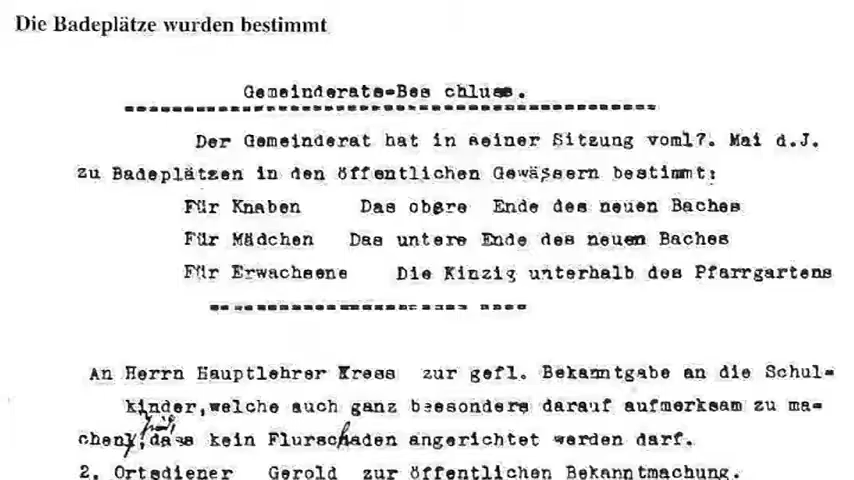 Die Badeplätze wurden bestimmt
Gemeinderats-Bes chluss.
Der Gemeinderat hat in seiner Sitzung vom17. Mai d.J.
zu Badeplätzen in den öffentlichen Gewässern bestimmt:
Für Knaben Das obere Ende des neuen Baches
Für Mädchen Das untere Ende des neuen Baches
Für Erwachsene Die Kinzig unterhalb des Pfarrgartens
An Herrn Hauptlehrer Kress zur gefl. Bekanntgabe an die Schul-
kinder,welche auch ganz beesonders darauf aufmerksam zu ma-
chen, dass kein Flurschaden angerichtet werden darf.
2. Ortsdiener Gerold zur öffentlichen Bekanntmachung.